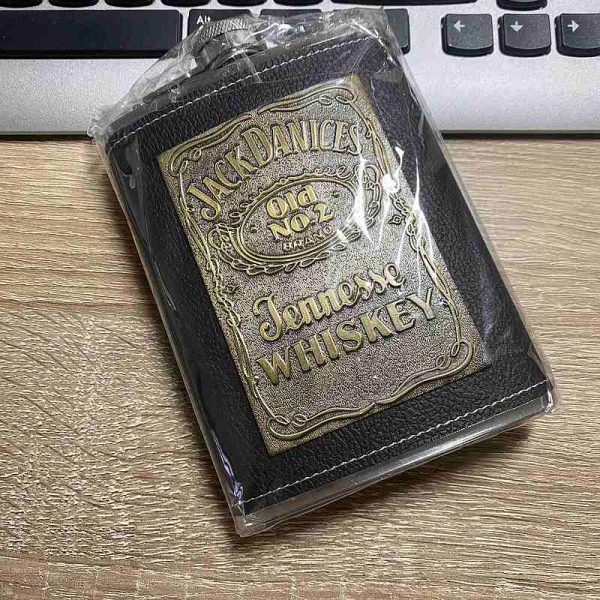 Alt
JACK DANICES
Old
NO.2
BRAND
Tennesse
WHISKEY